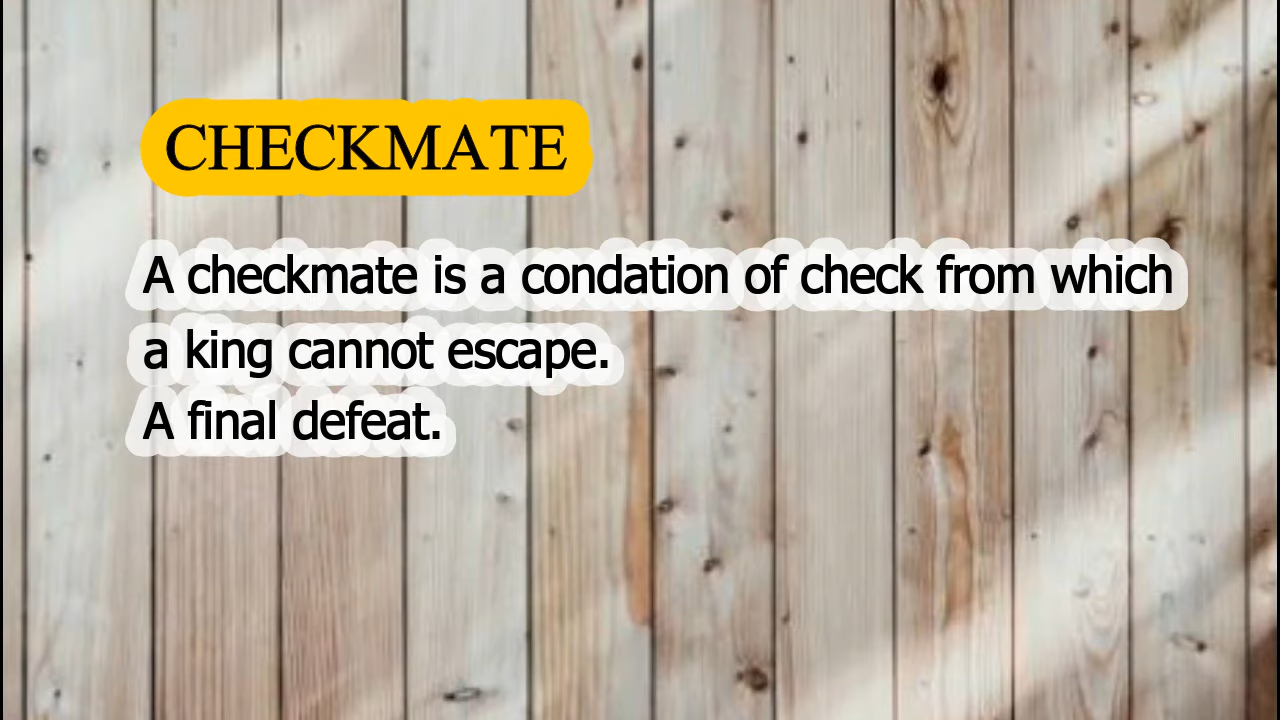 CHECKMATE
A checkmate is a condation of check from which
a king cannot escape.
A final defeat.